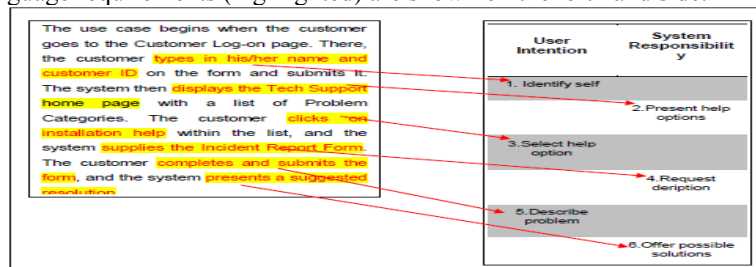 The use case begins when the customer
goes to the Customer Log-on page. There,
the customer types in his/her name and
customer ID on the form and submits it.
The system then displays the Tech Support
home page with a list of Problem
Categories. The customer clicks on
installation help within the list, and the
system supplies the Incident Report Form.
The customer completes and submits the
form, and the system presents a suggested
resolution
User
Intention
System
Responsibilit
y
1. Identify self
2.Present help
options
3.Select help
option
4.Request
deription
5.Describe
problem
6.Offer possible
solutions